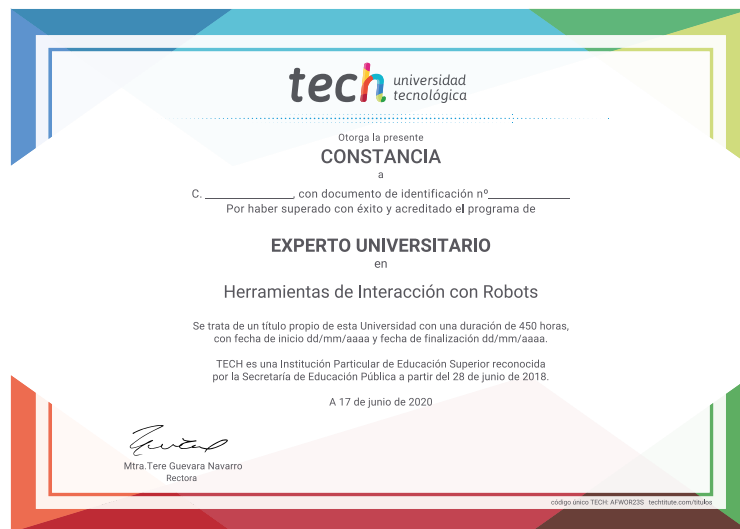 tech universidad
tecnológica
Otorga la presente
CONSTANCIA
a
C. ______________, con documento de identificación nº______________
Por haber superado con éxito y acreditado el programa de
EXPERTO UNIVERSITARIO
en
Herramientas de Interacción con Robots
Se trata de un título propio de esta Universidad con una duración de 450 horas,
con fecha de inicio dd/mm/aaaa y fecha de finalización dd/mm/aaaa.
TECH es una Institución Particular de Educación Superior reconocida
por la Secretaría de Educación Pública a partir del 28 de junio de 2018.
A 17 de junio de 2020
Mtra.Tere Guevara Navarro
Rectora
código único TECH: AFWOR23S techtitute.com/titulos